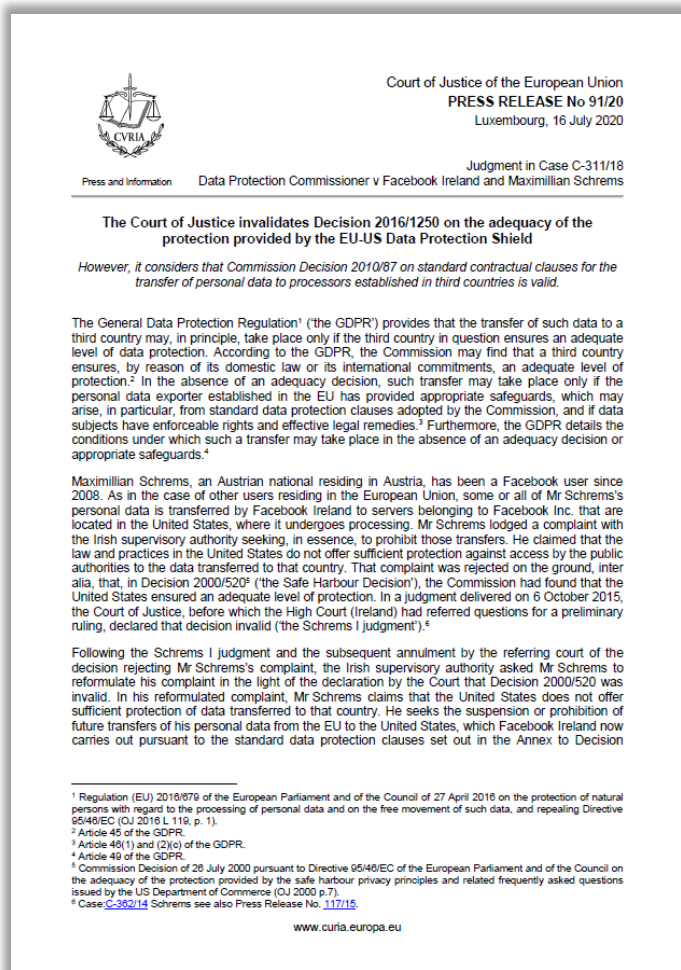 CVRIA
Press and Information
Court of Justice of the European Union
PRESS RELEASE No 91/20
Luxembourg, 16 July 2020
Judgment in Case C-311/18
Data Protection Commissioner v Facebook Ireland and Maximillian Schrems
The Court of Justice invalidates Decision 2016/1250 on the adequacy of the
protection provided by the EU-US Data Protection Shield
However, it considers that Commission Decision 2010/87 on standard contractual clauses for the
transfer of personal data to processors established in third countries is valid.
The General Data Protection Regulation¹ (‘the GDPR’) provides that the transfer of such data to a
third country may, in principle, take place only if the third country in question ensures an adequate
level of data protection. According to the GDPR, the Commission may find that a third country
ensures, by reason of its domestic law or its international commitments, an adequate level of
protection.² In the absence of an adequacy decision, such transfer may take place only if the
personal data exporter established in the EU has provided appropriate safeguards, which may
arise, in particular, from standard data protection clauses adopted by the Commission, and if data
subjects have enforceable rights and effective legal remedies.³ Furthermore, the GDPR details the
conditions under which such a transfer may take place in the absence of an adequacy decision or
appropriate safeguards.⁴
Maximillian Schrems, an Austrian national residing in Austria, has been a Facebook user since
2008. As in the case of other users residing in the European Union, some or all of Mr Schrems’s
personal data is transferred by Facebook Ireland to servers belonging to Facebook Inc. that are
located in the United States, where it undergoes processing. Mr Schrems lodged a complaint with
the Irish supervisory authority seeking, in essence, to prohibit those transfers. He claimed that the
law and practices in the United States do not offer sufficient protection against access by the public
authorities to the data transferred to that country. That complaint was rejected on the ground, inter
alia, that, in Decision 2000/520⁵ (‘the Safe Harbour Decision’), the Commission had found that the
United States ensured an adequate level of protection. In a judgment delivered on 6 October 2015,
the Court of Justice, before which the High Court (Ireland) had referred questions for a preliminary
ruling, declared that decision invalid (‘the Schrems I judgment’).⁶
Following the Schrems I judgment and the subsequent annulment by the referring court of the
decision rejecting Mr Schrems’s complaint, the Irish supervisory authority asked Mr Schrems to
reformulate his complaint in the light of the declaration by the Court that Decision 2000/520 was
invalid. In his reformulated complaint, Mr Schrems claims that the United States does not offer
sufficient protection of data transferred to that country. He seeks the suspension or prohibition of
future transfers of his personal data from the EU to the United States, which Facebook Ireland now
carries out pursuant to the standard data protection clauses set out in the Annex to Decision
¹ Regulation (EU) 2016/679 of the European Parliament and of the Council of 27 April 2016 on the protection of natural
persons with regard to the processing of personal data and on the free movement of such data, and repealing Directive
95/46/EC (OJ 2016 L 119, p. 1).
² Article 45 of the GDPR.
³ Article 46(1) and (2)(c) of the GDPR.
⁴ Article 49 of the GDPR.
⁵ Commission Decision of 26 July 2000 pursuant to Directive 95/46/EC of the European Parliament and of the Council on
the adequacy of the protection provided by the safe harbour privacy principles and related frequently asked questions
issued by the US Department of Commerce (OJ 2000 p.7).
⁶ Case:C-362/14 Schrems see also Press Release No. 117/15.
www.curia.europa.eu